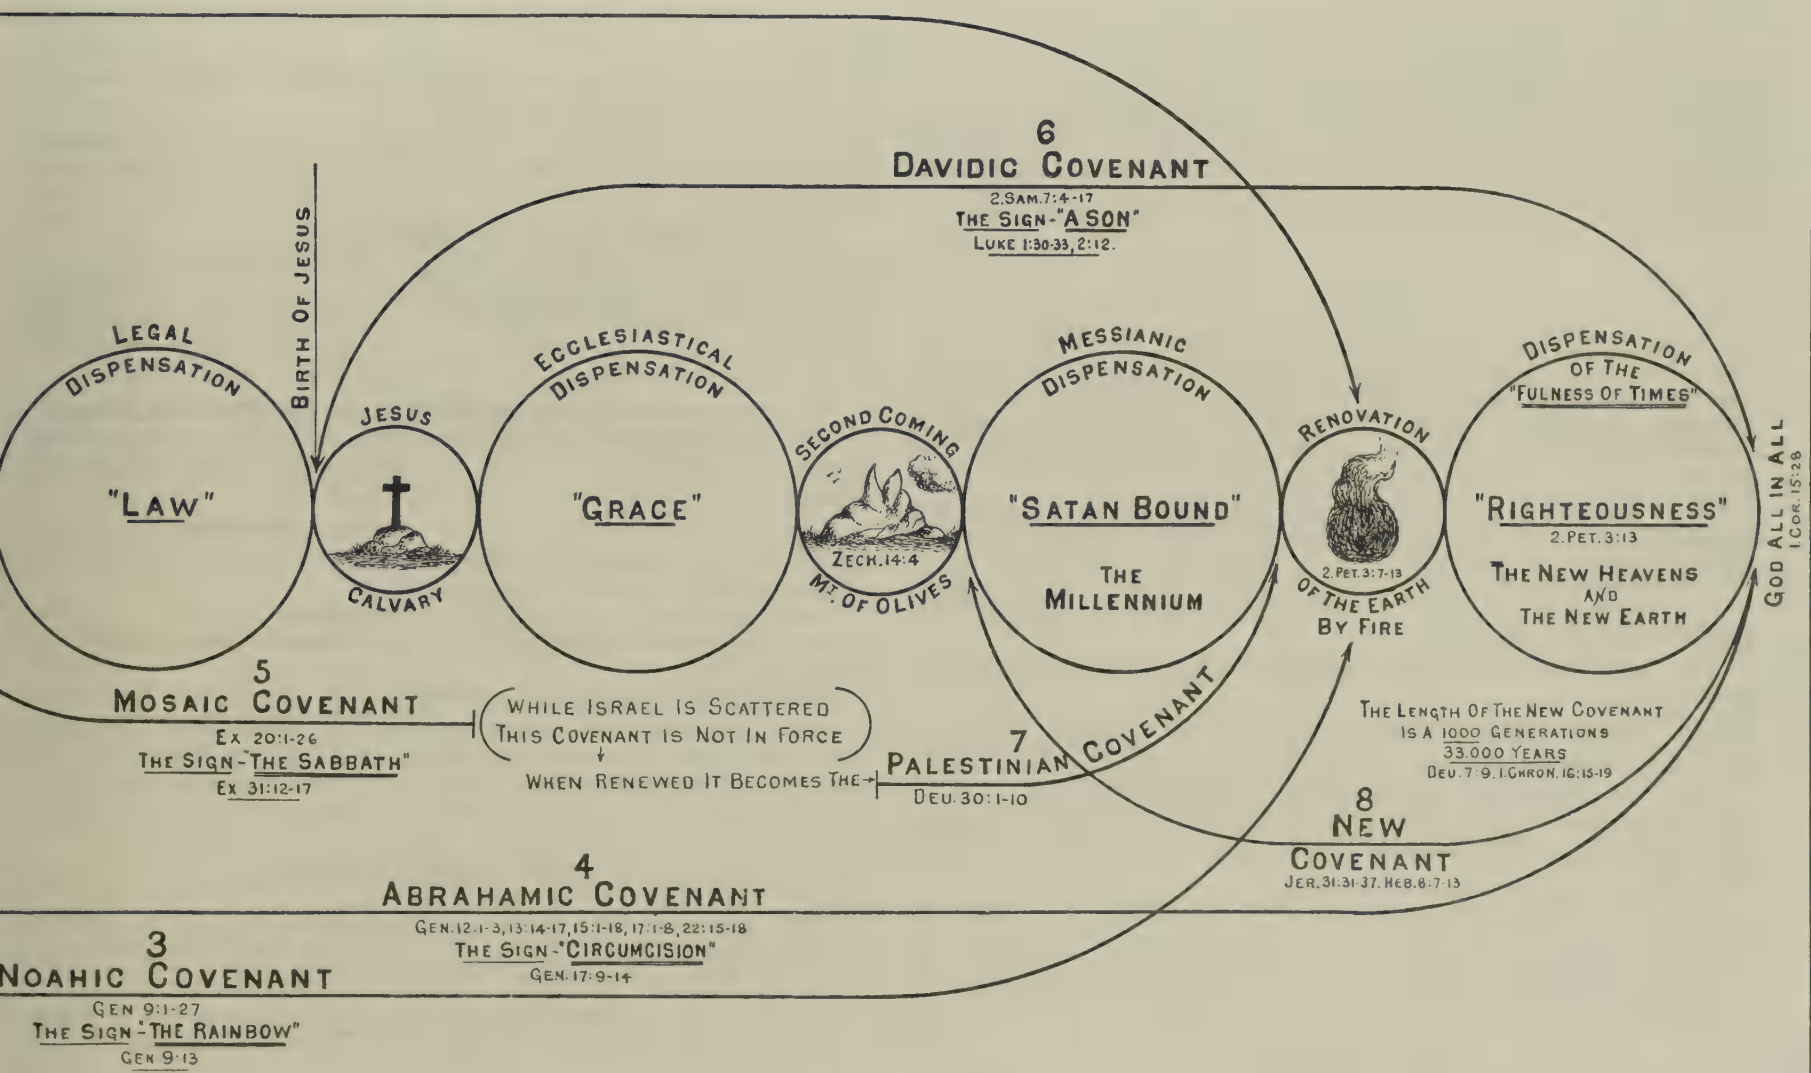 6
DAVIDIC COVENANT
2.SAM.7:4-17
THE SIGN-"A SON"
LUKE 1:30-33, 2:12.
BIRTH OF JESUS
LEGAL
DISPENSATION
"LAW"
JESUS
CALVARY
ECCLESIASTICAL
DISPENSATION
"GRACE"
SECOND COMING
ZECH.14:4
MT. OF OLIVES
MESSIANIC
DISPENSATION
"SATAN BOUND"
THE
MILLENNIUM
RENOVATION
2.PET.3:7-13
OF THE EARTH
BY FIRE
DISPENSATION
OF THE
"FULNESS OF TIMES"
"RIGHTEOUSNESS"
2.PET.3:13
THE NEW HEAVENS
AND
THE NEW EARTH
GOD ALL IN ALL
I.COR.15:28
5
MOSAIC COVENANT
EX 20:1-26
THE SIGN-"THE SABBATH"
EX 31:12-17
WHILE ISRAEL IS SCATTERED
THIS COVENANT IS NOT IN FORCE
WHEN RENEWED IT BECOMES THE
7
PALESTINIAN COVENANT
DEU.30:1-10
THE LENGTH OF THE NEW COVENANT
IS A 1000 GENERATIONS
33.000 YEARS
DEU.7:9.I.CHRON.16:15-19
8
NEW
COVENANT
JER.31:31-37. HEB.8:7-13
4
ABRAHAMIC COVENANT
GEN.12.1-3,13:14-17,15:1-18,17:1-8,22:15-18
THE SIGN-"CIRCUMCISION"
GEN.17:9-14
3
NOAHIC COVENANT
GEN 9:1-27
THE SIGN-"THE RAINBOW"
GEN 9:13